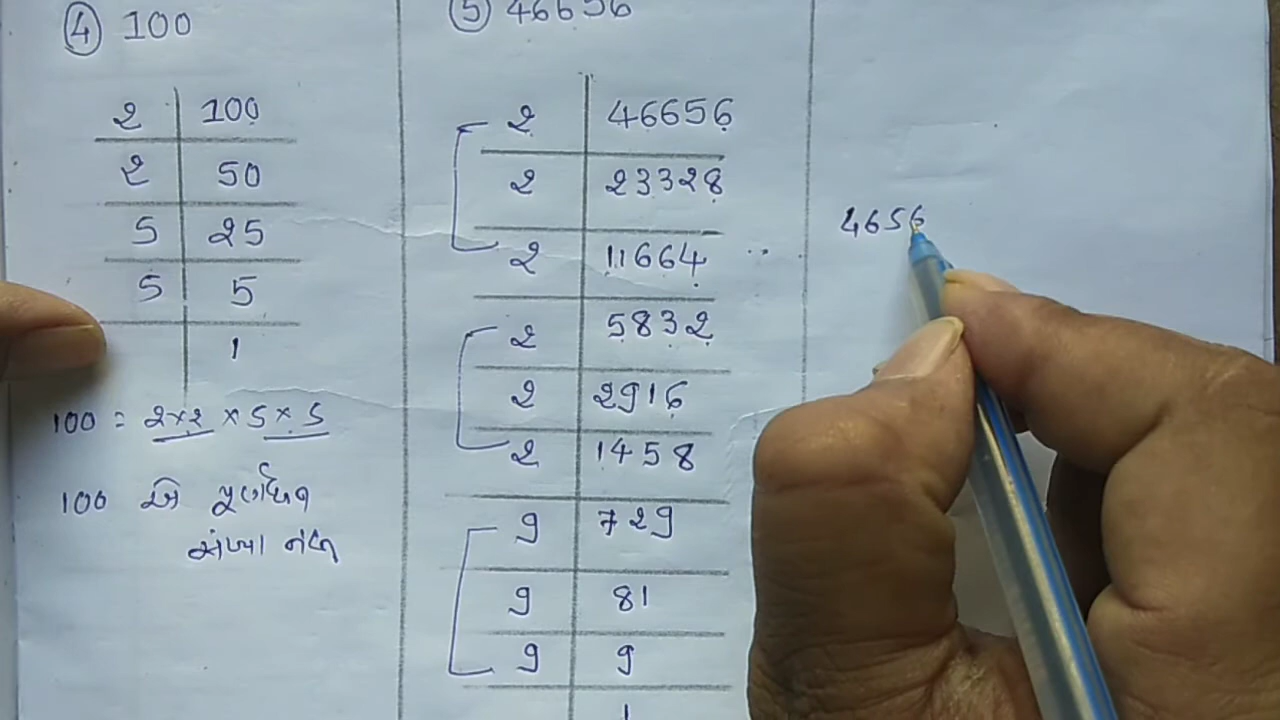 ④ 100
2 | 100
2 | 50
5 | 25
5 | 5
1
100 = 2×2 × 5 × 5
100 એ પૂર્ણઘન
સંખ્યા નથી
⑤ 46656
2 | 46656
2 | 23328
2 | 11664
2 | 5832
2 | 2916
2 | 1458
9 | 729
9 | 81
9 | 9
1
4656